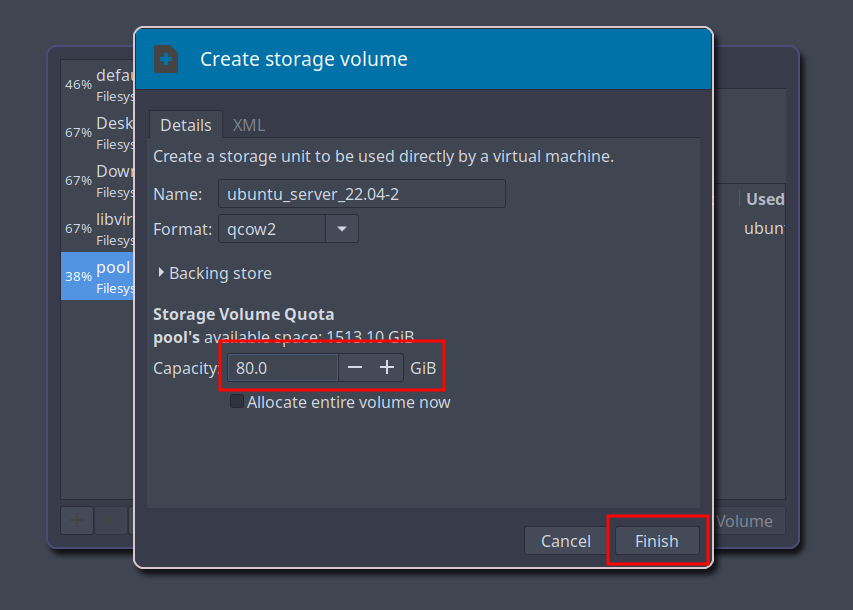 Create storage volume
46%
Filesys
67% Desk
Filesys
67%
Filesys
67% libvir
Filesys
38% pool
Filesys
Details XML
Create a storage unit to be used directly by a virtual machine.
Name: ubuntu_server_22.04-2
Format: qcow2
Backing store
Storage Volume Quota
pool's available space: 1513.10 GiB
Capacity: 80.0 GiB
Allocate entire volume now
Cancel Finish
Used
ubun
Volume